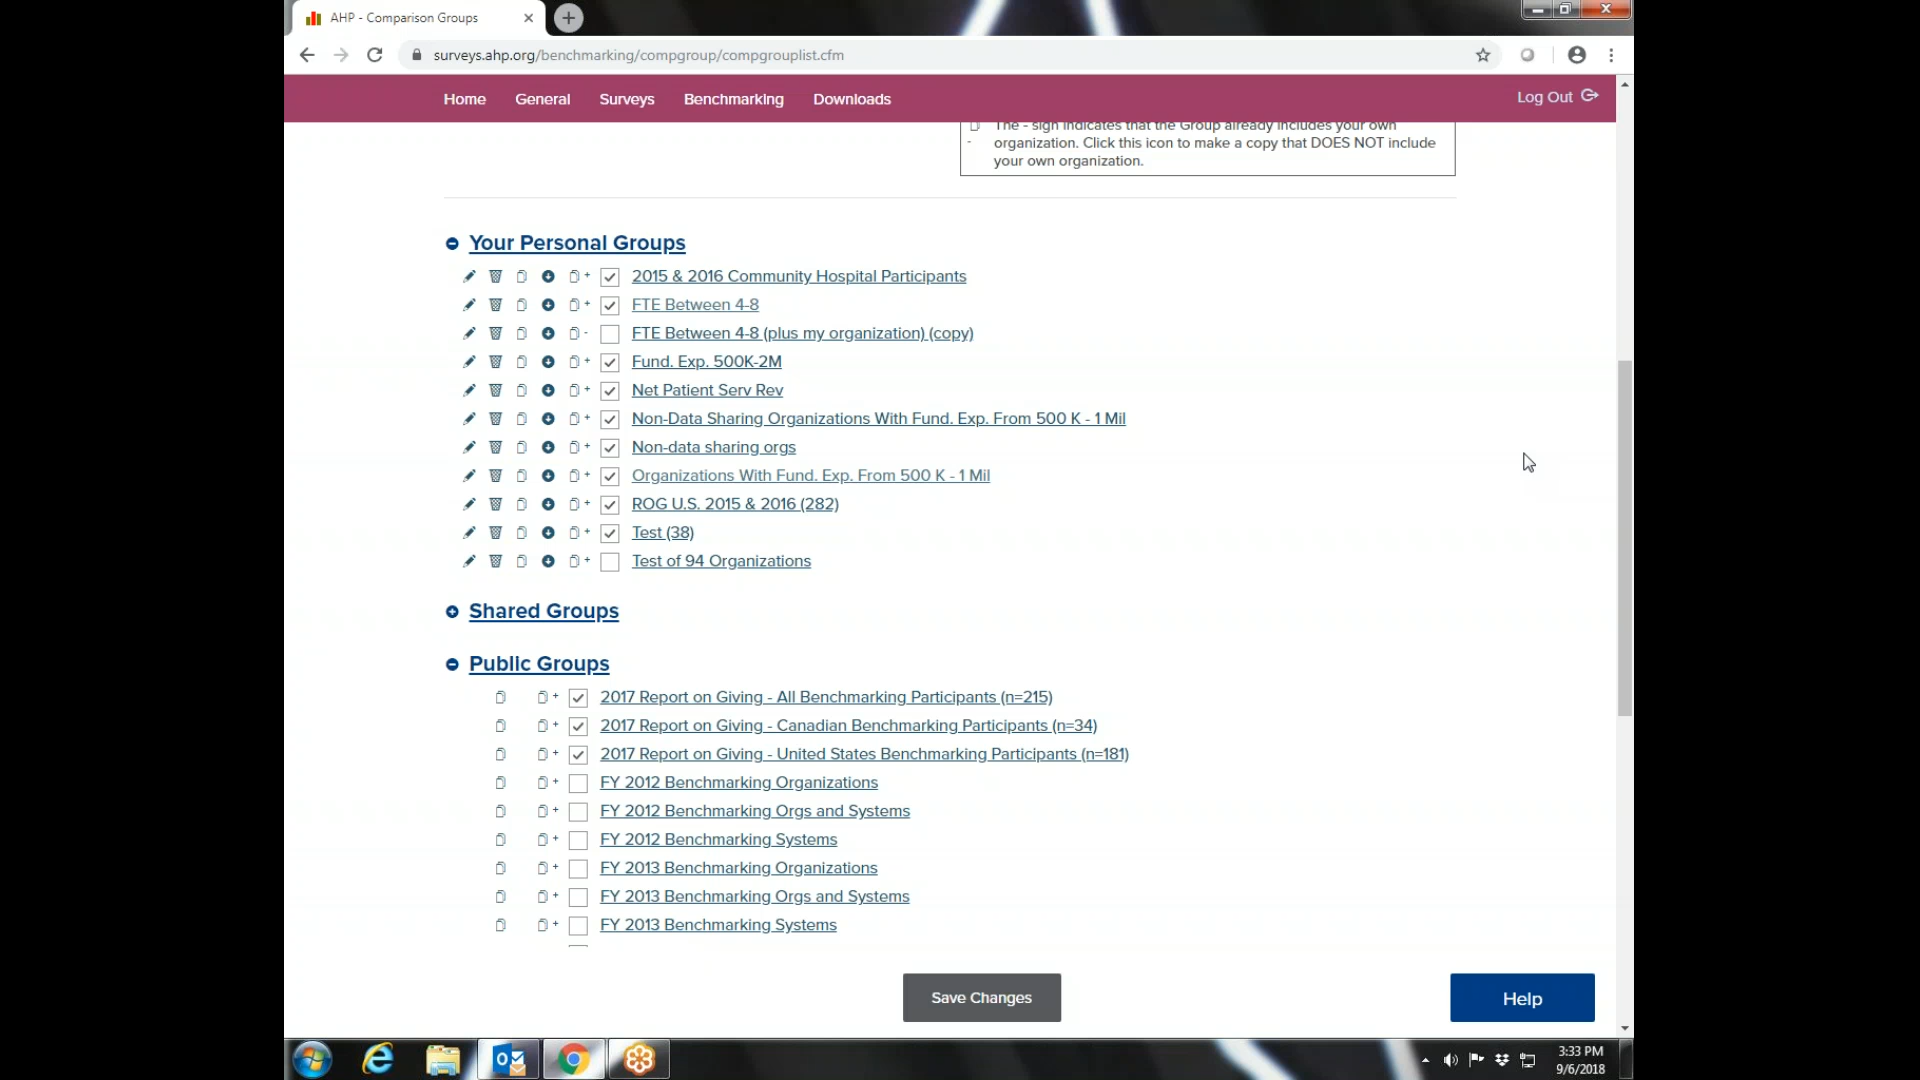 AHP - Comparison Groups
surveys.ahp.org/benchmarking/compgroup/compgrouplist.cfm
Home General Surveys Benchmarking Downloads Log Out
The - sign indicates that the Group already includes your own
- organization. Click this icon to make a copy that DOES NOT include
your own organization.
Your Personal Groups
+ 2015 & 2016 Community Hospital Participants
+ FTE Between 4-8
- FTE Between 4-8 (plus my organization) (copy)
+ Fund. Exp. 500K-2M
+ Net Patient Serv Rev
+ Non-Data Sharing Organizations With Fund. Exp. From 500 K - 1 Mil
+ Non-data sharing orgs
+ Organizations With Fund. Exp. From 500 K - 1 Mil
+ ROG U.S. 2015 & 2016 (282)
+ Test (38)
+ Test of 94 Organizations
Shared Groups
Public Groups
+ 2017 Report on Giving - All Benchmarking Participants (n=215)
+ 2017 Report on Giving - Canadian Benchmarking Participants (n=34)
+ 2017 Report on Giving - United States Benchmarking Participants (n=181)
+ FY 2012 Benchmarking Organizations
+ FY 2012 Benchmarking Orgs and Systems
+ FY 2012 Benchmarking Systems
+ FY 2013 Benchmarking Organizations
+ FY 2013 Benchmarking Orgs and Systems
+ FY 2013 Benchmarking Systems
Save Changes
Help
3:33 PM
9/6/2018